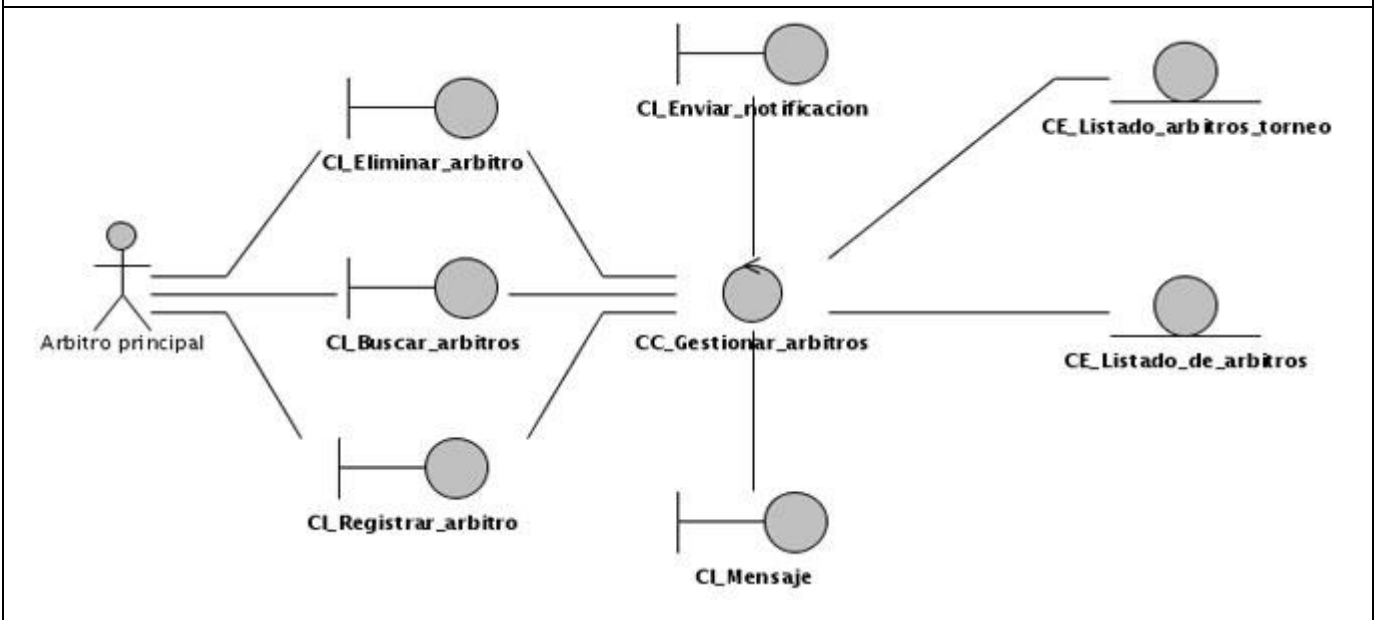 CI_Enviar_notificacion
CE_Listado_arbitros_torneo
CI_Eliminar_arbitro
Arbitro principal
CI_Buscar_arbitros
CC_Gestionar_arbitros
CE_Listado_de_arbitros
CI_Registrar_arbitro
CI_Mensaje